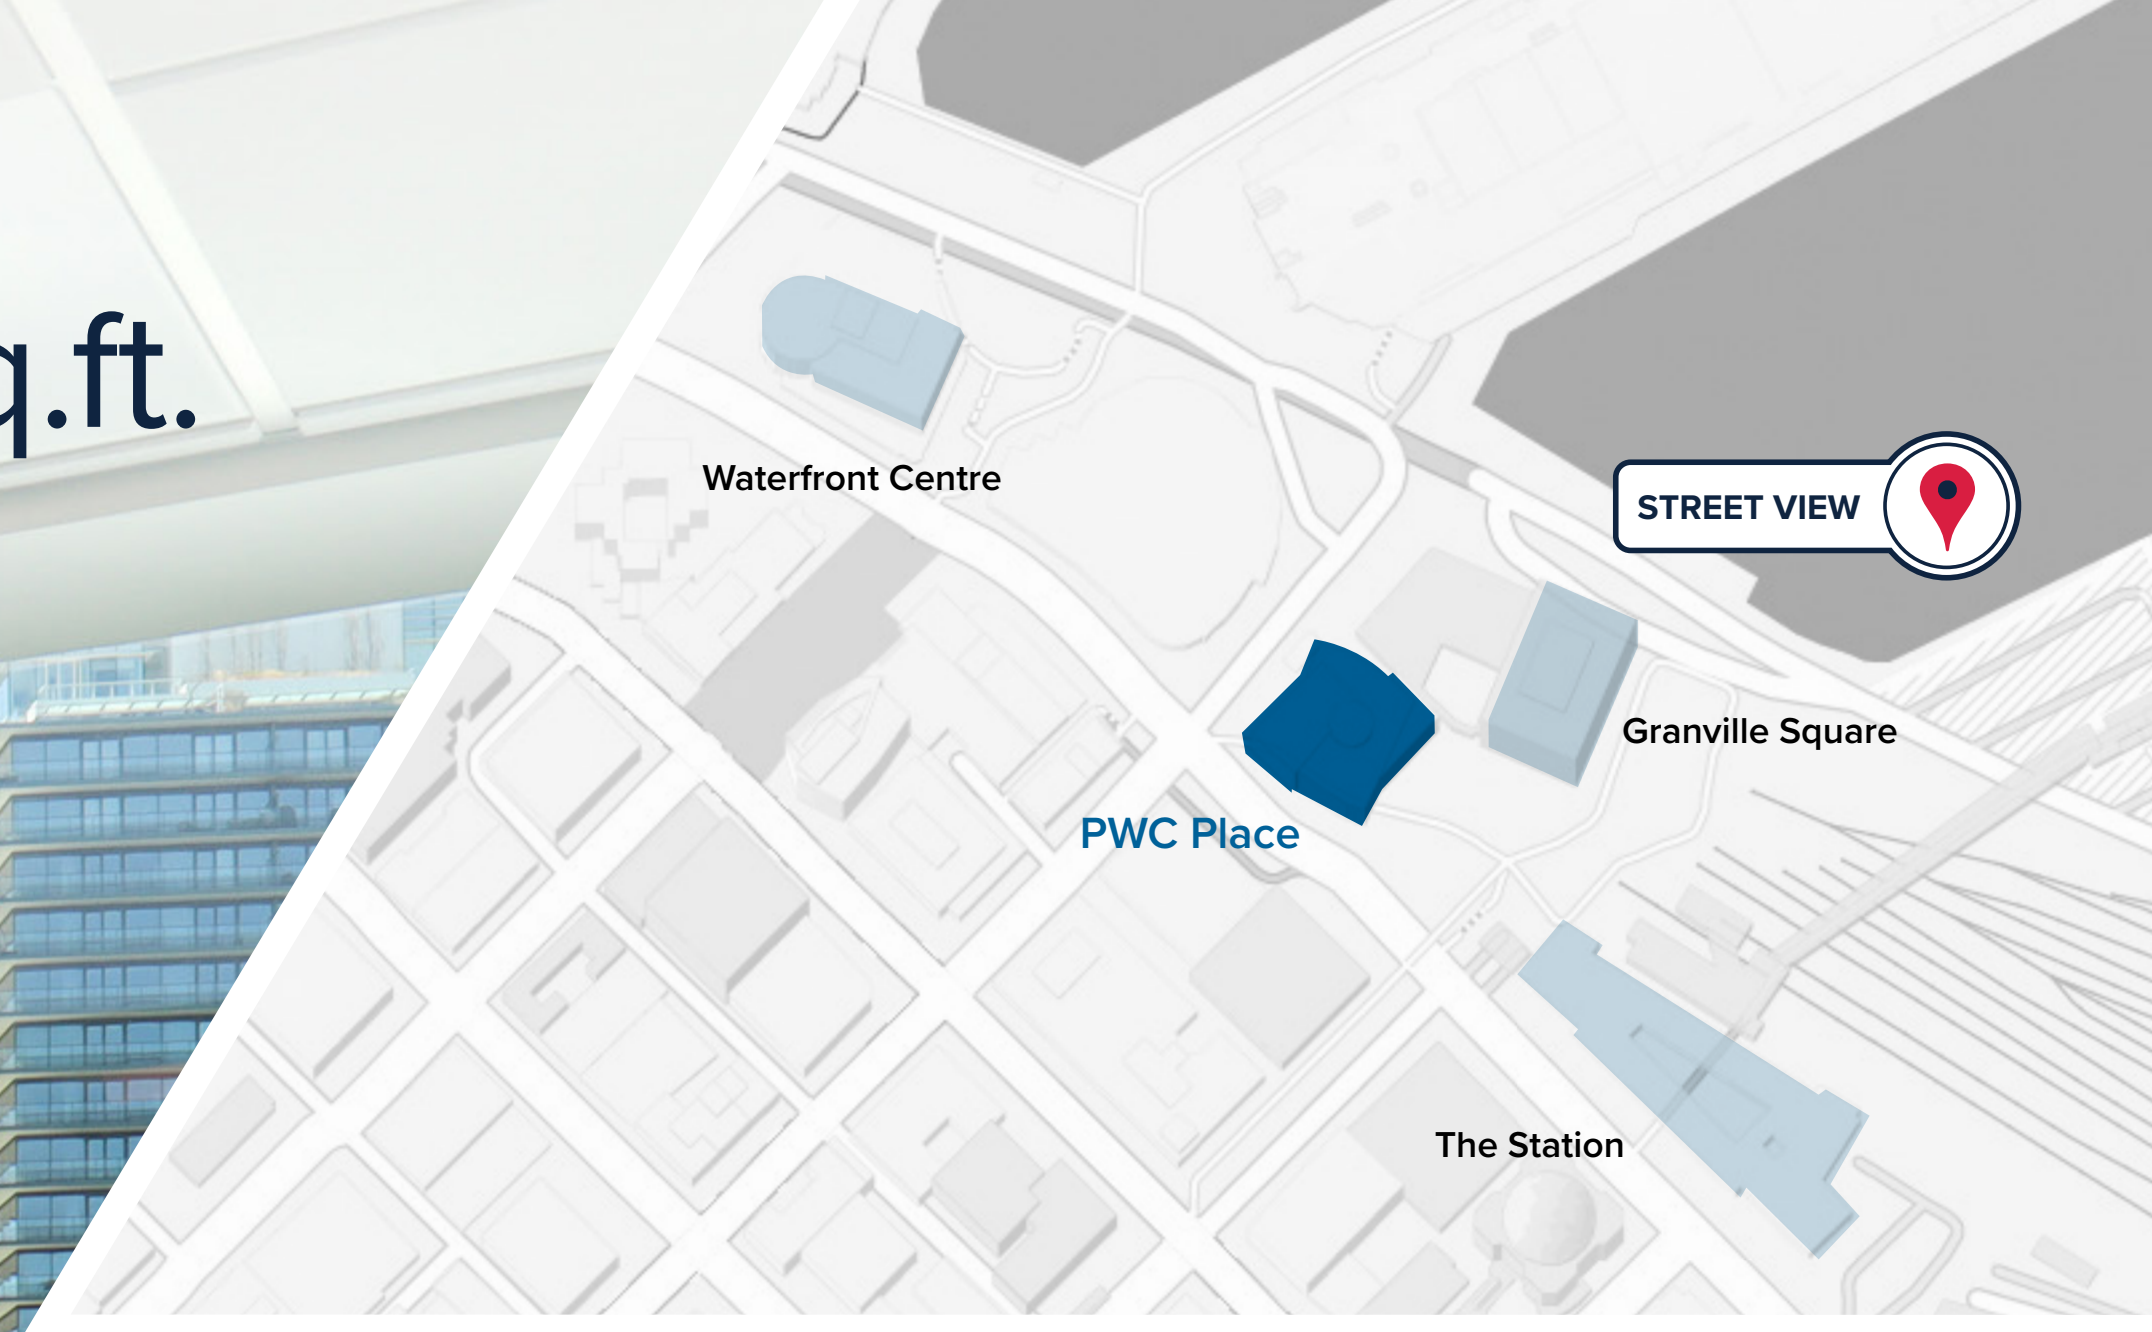 q.ft.
Waterfront Centre
STREET VIEW
Granville Square
PWC Place
The Station